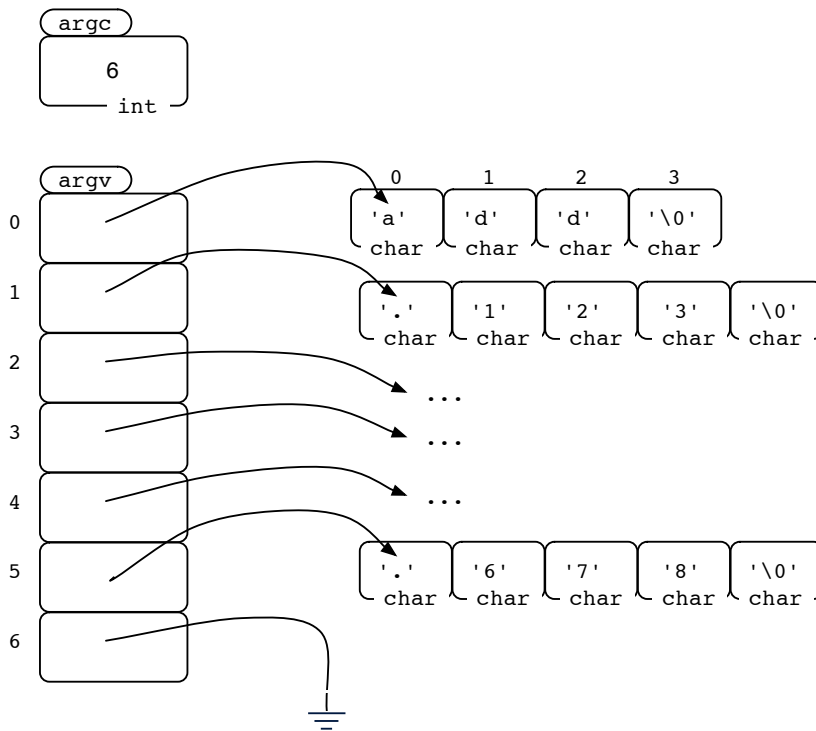 argc
6
int
argv
0 1 2 3
0 'a' 'd' 'd' '\0'
char char char char
1 '.' '1' '2' '3' '\0'
char char char char char
2 ...
3 ...
4 ...
5 '.' '6' '7' '8' '\0'
char char char char char
6